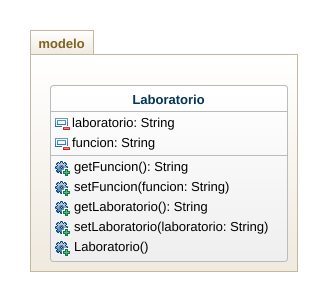 modelo
Laboratorio
laboratorio: String
funcion: String
getFuncion(): String
setFuncion(funcion: String)
getLaboratorio(): String
setLaboratorio(laboratorio: String)
Laboratorio()